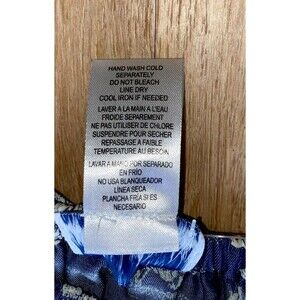 HAND WASH COLD
SEPARATELY
DO NOT BLEACH
LINE DRY
COOL IRON IF NEEDED
LAVER A LA MAIN A L'EAU
FROIDE SEPAREMENT
NE PAS UTILISER DE CHLORE
SUSPENDRE POUR SECHER
REPASSAGE A FAIBLE
TEMPERATURE AU BESOIN
LAVAR A MANO POR SEPARADO
EN FRÍO
NO USA BLANQUEADOR
LÍNEA SECA
PLANCHA FRIA SI ES
NECESARIO